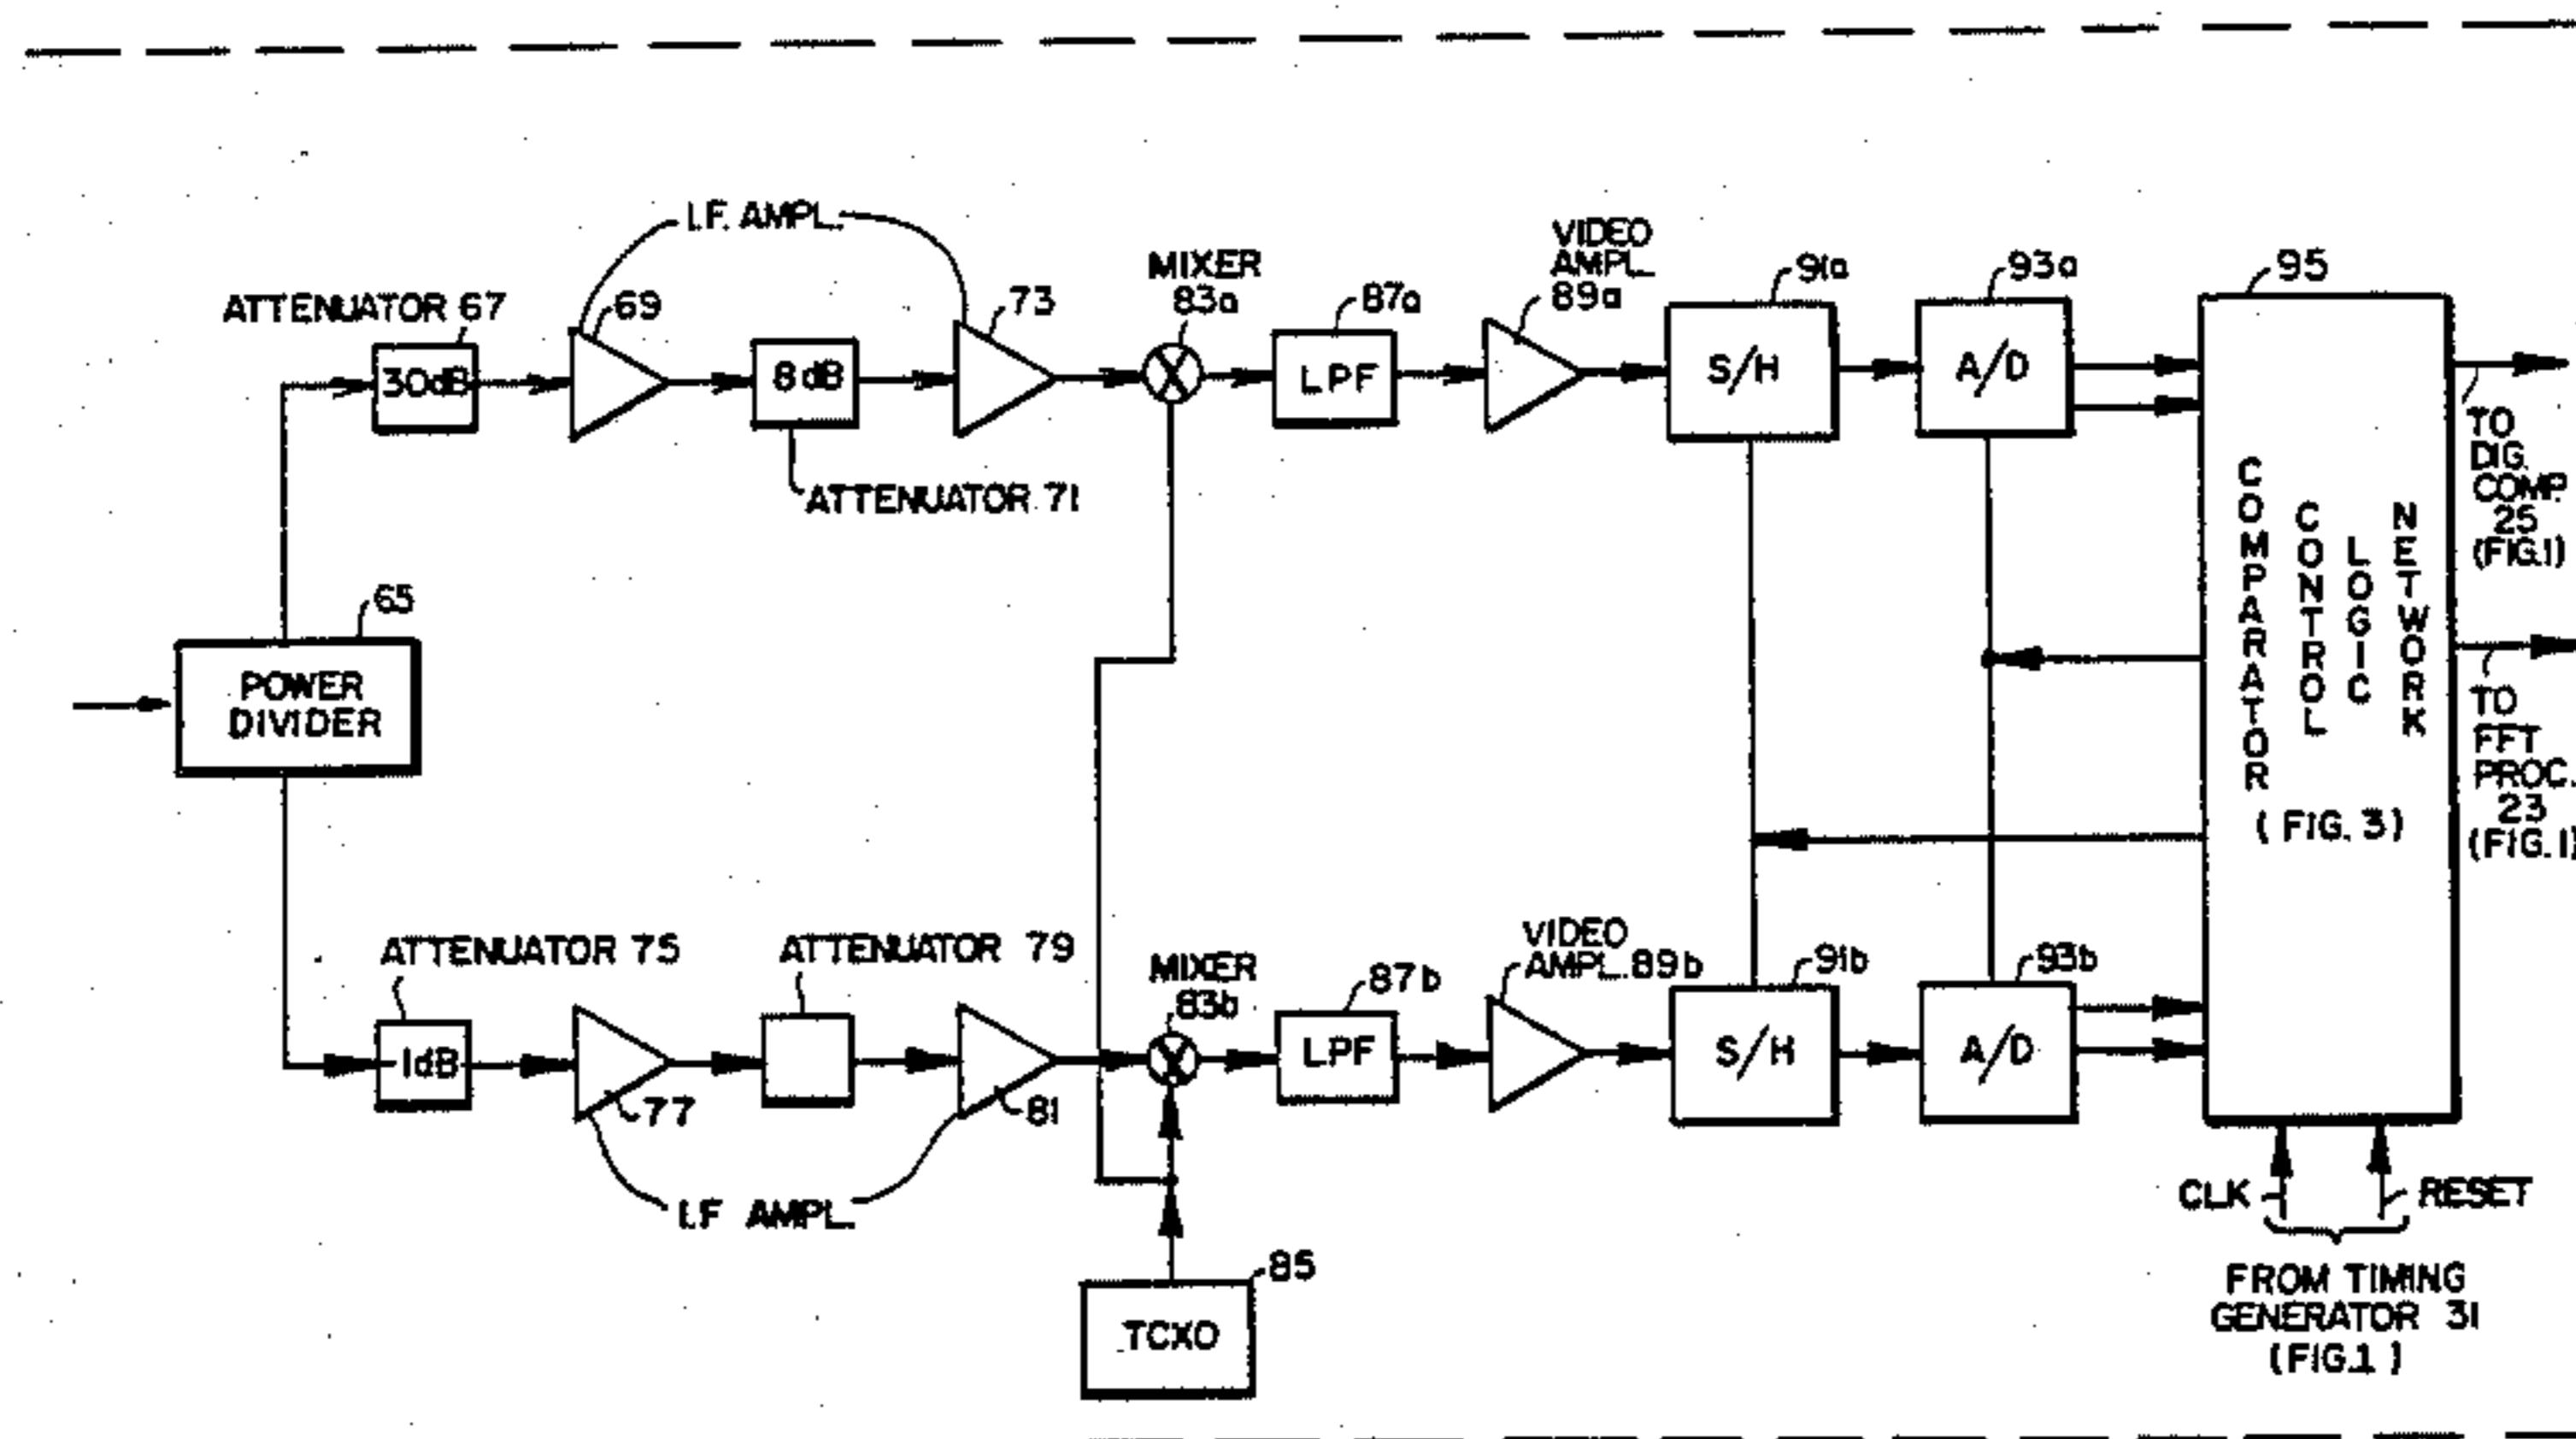 I.F. AMPL.
ATTENUATOR 67
30dB
69
8dB
ATTENUATOR 71
73
MIXER
83a
87a
LPF
VIDEO
AMPL.
89a
91a
S/H
93a
A/D
95
COMPARATOR
CONTROL
LOGIC
NETWORK
(FIG. 3)
TO
DIG.
COMP.
25
(FIG.1)
TO
FFT
PROC.
23
(FIG.1)
65
POWER
DIVIDER
ATTENUATOR 75
1dB
77
ATTENUATOR 79
81
I.F AMPL.
MIXER
83b
87b
LPF
VIDEO
AMPL. 89b
91b
S/H
93b
A/D
85
TCXO
CLK
RESET
FROM TIMING
GENERATOR 31
(FIG.1)